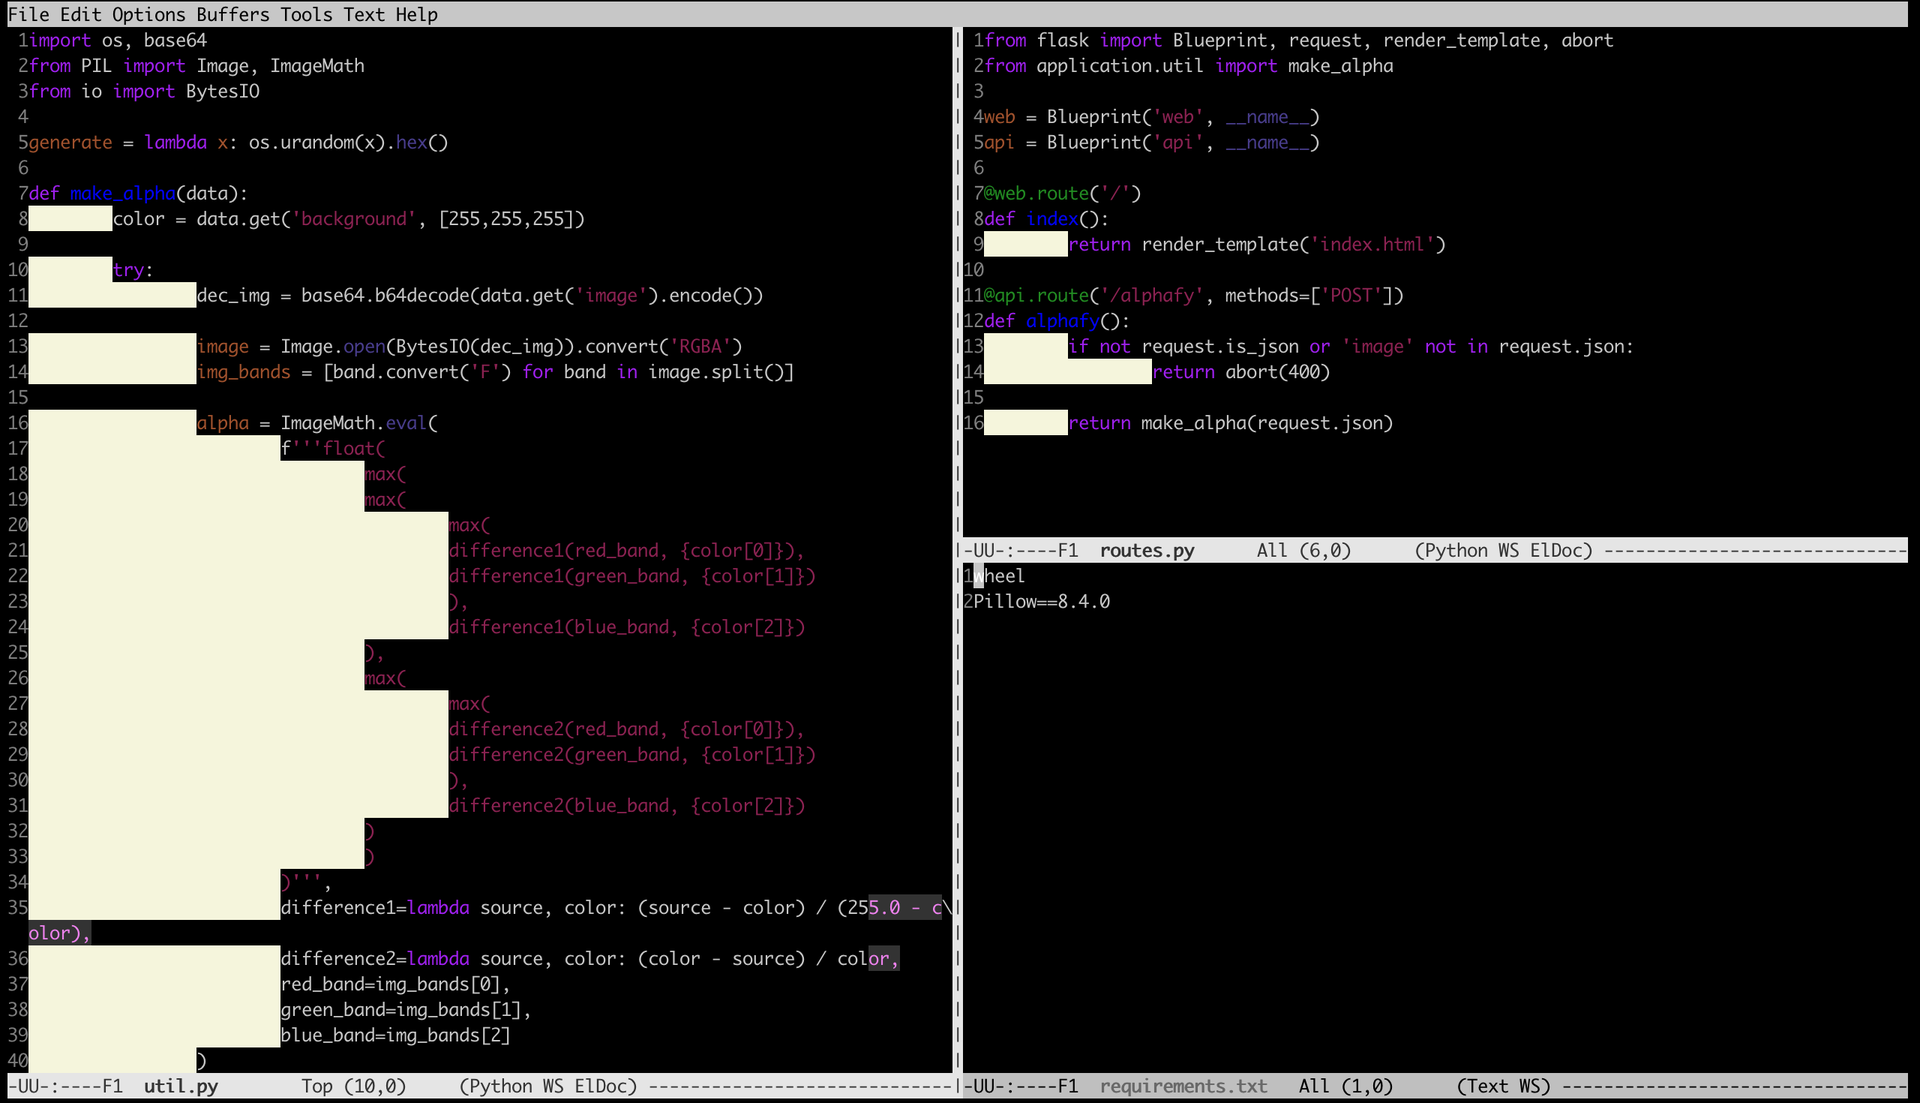 File Edit Options Buffers Tools Text Help
1import os, base64
2from PIL import Image, ImageMath
3from io import BytesIO
4
5generate = lambda x: os.urandom(x).hex()
6
7def make_alpha(data):
8 color = data.get('background', [255,255,255])
9
10 try:
11 dec_img = base64.b64decode(data.get('image').encode())
12
13 image = Image.open(BytesIO(dec_img)).convert('RGBA')
14 img_bands = [band.convert('F') for band in image.split()]
15
16 alpha = ImageMath.eval(
17 f'''float(
18 max(
19 max(
20 max(
21 difference1(red_band, {color[0]}),
22 difference1(green_band, {color[1]})
23 ),
24 difference1(blue_band, {color[2]})
25 ),
26 max(
27 max(
28 difference2(red_band, {color[0]}),
29 difference2(green_band, {color[1]})
30 ),
31 difference2(blue_band, {color[2]})
32 )
33 )
34 )''',
35 difference1=lambda source, color: (source - color) / (255.0 - c\
olor),
36 difference2=lambda source, color: (color - source) / color,
37 red_band=img_bands[0],
38 green_band=img_bands[1],
39 blue_band=img_bands[2]
40 )
-UU-:----F1 util.py Top (10,0) (Python WS ElDoc) -----------------------------
1from flask import Blueprint, request, render_template, abort
2from application.util import make_alpha
3
4web = Blueprint('web', __name__)
5api = Blueprint('api', __name__)
6
7@web.route('/')
8def index():
9 return render_template('index.html')
10
11@api.route('/alphafy', methods=['POST'])
12def alphafy():
13 if not request.is_json or 'image' not in request.json:
14 return abort(400)
15
16 return make_alpha(request.json)
-UU-:----F1 routes.py All (6,0) (Python WS ElDoc) -----------------------------
1wheel
2Pillow==8.4.0
-UU-:----F1 requirements.txt All (1,0) (Text WS) ---------------------------------